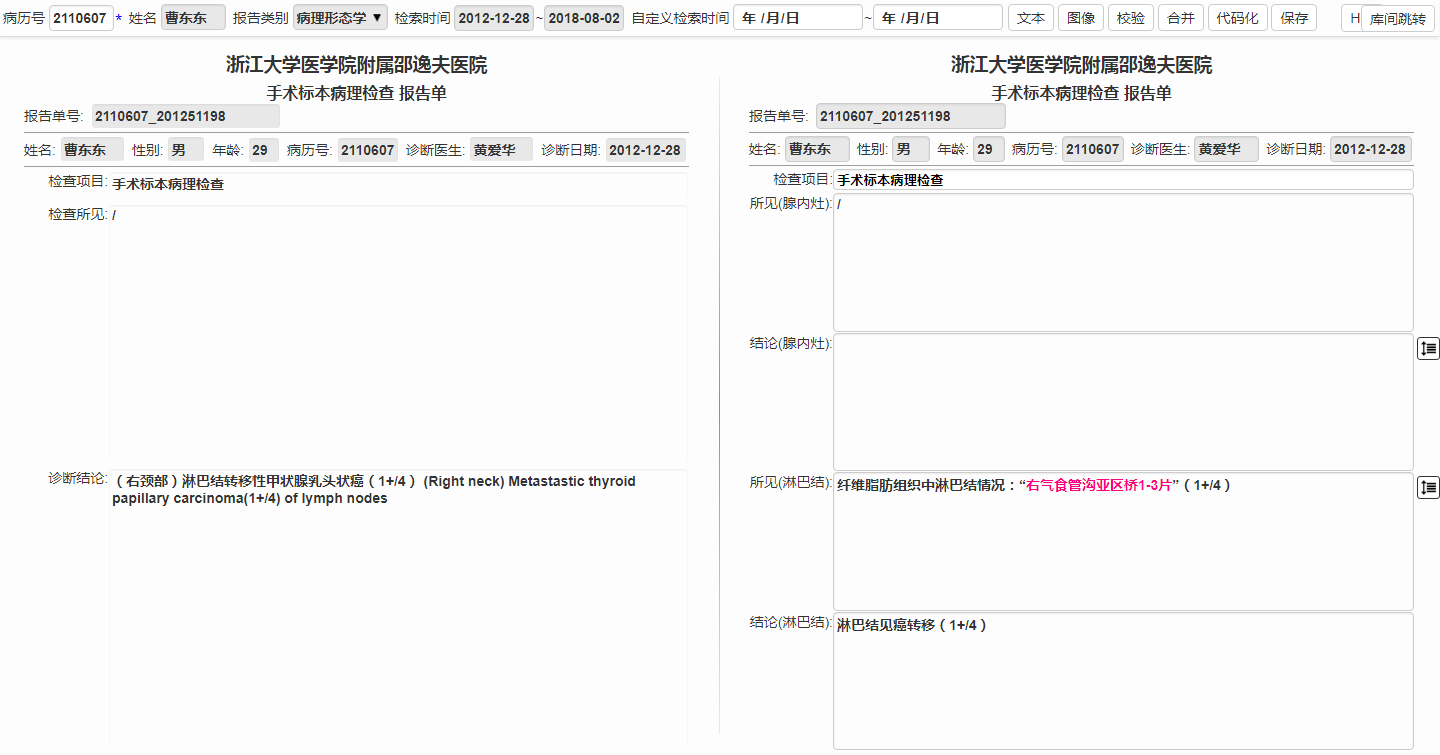 病历号 2110607 * 姓名 曹东东 报告类别 病理形态学 ▼ 检索时间 2012-12-28 ~ 2018-08-02 自定义检索时间 年 /月/日 ~ 年 /月/日 文本 图像 校验 合并 代码化 保存 H 库间跳转
浙江大学医学院附属邵逸夫医院
手术标本病理检查 报告单
报告单号: 2110607_201251198
姓名: 曹东东 性别: 男 年龄: 29 病历号: 2110607 诊断医生: 黄爱华 诊断日期: 2012-12-28
检查项目: 手术标本病理检查
检查所见: /
诊断结论: （右颈部）淋巴结转移性甲状腺乳头状癌（1+/4） (Right neck) Metastastic thyroid
papillary carcinoma(1+/4) of lymph nodes
浙江大学医学院附属邵逸夫医院
手术标本病理检查 报告单
报告单号: 2110607_201251198
姓名: 曹东东 性别: 男 年龄: 29 病历号: 2110607 诊断医生: 黄爱华 诊断日期: 2012-12-28
检查项目: 手术标本病理检查
所见(腺内灶): /
结论(腺内灶):
所见(淋巴结): 纤维脂肪组织中淋巴结情况：“右气食管沟亚区桥1-3片”（1+/4）
结论(淋巴结): 淋巴结见癌转移（1+/4）